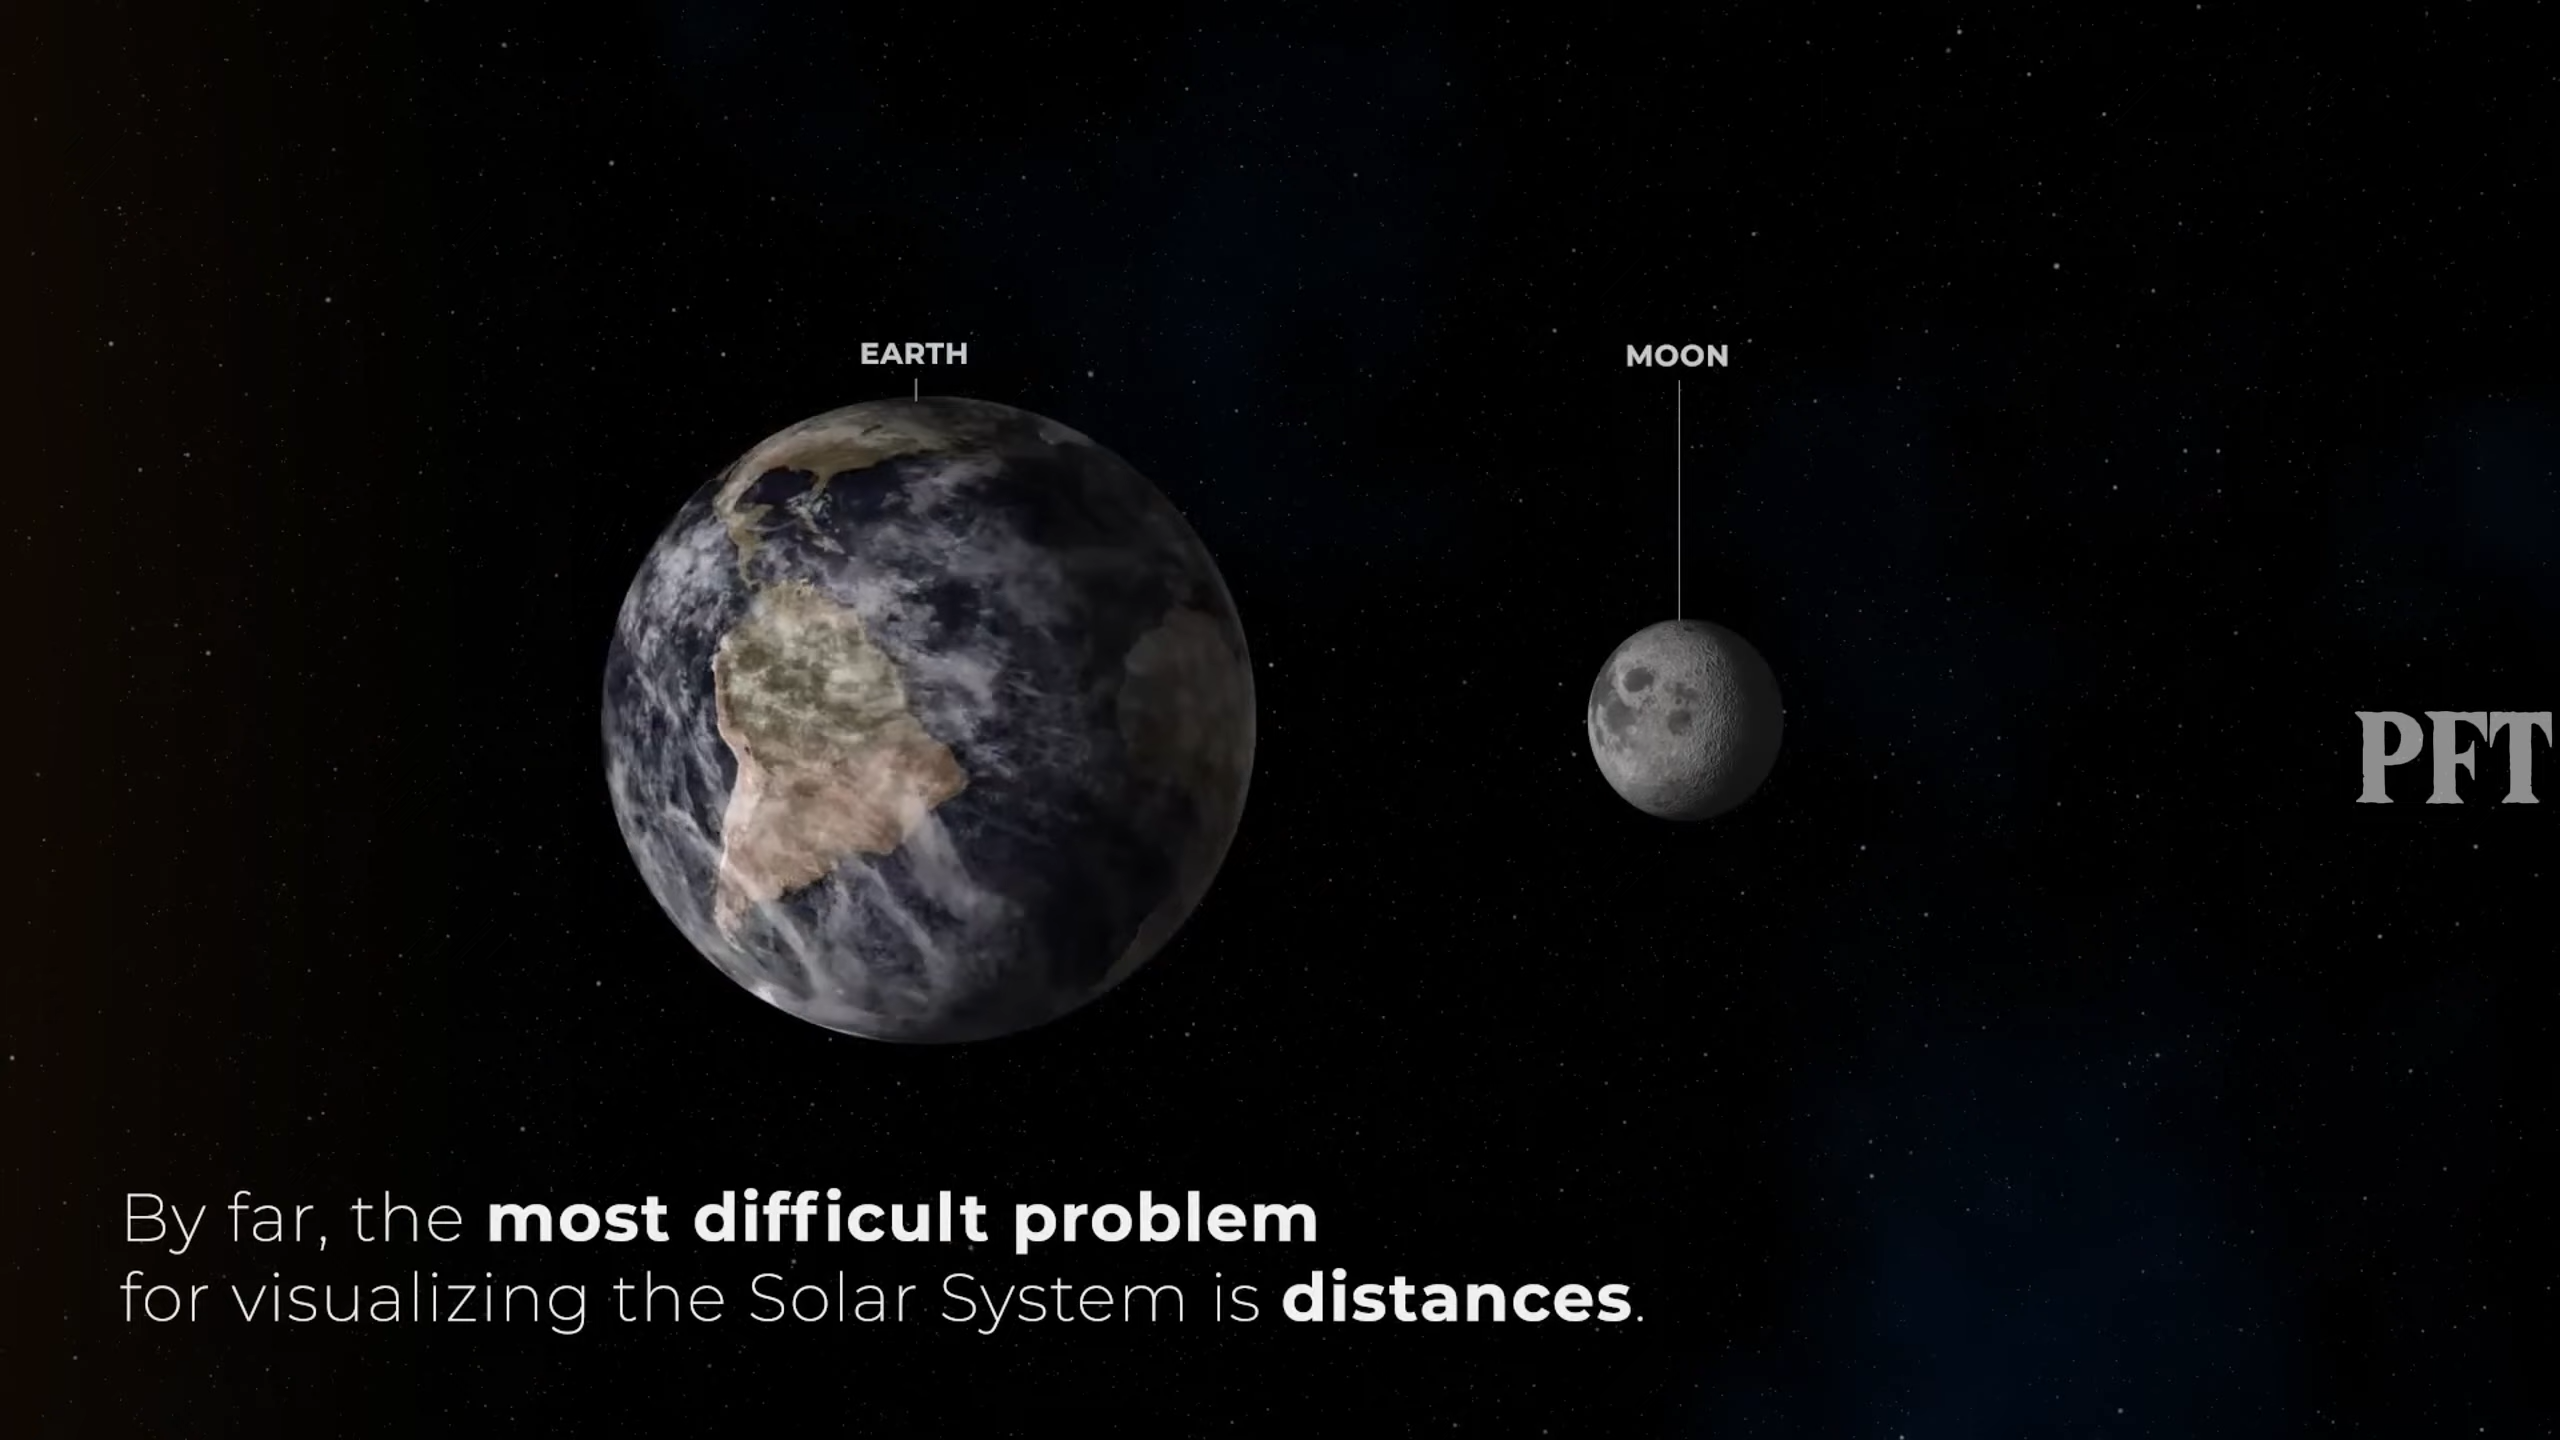 EARTH
MOON
PFT
By far, the most difficult problem
for visualizing the Solar System is distances.